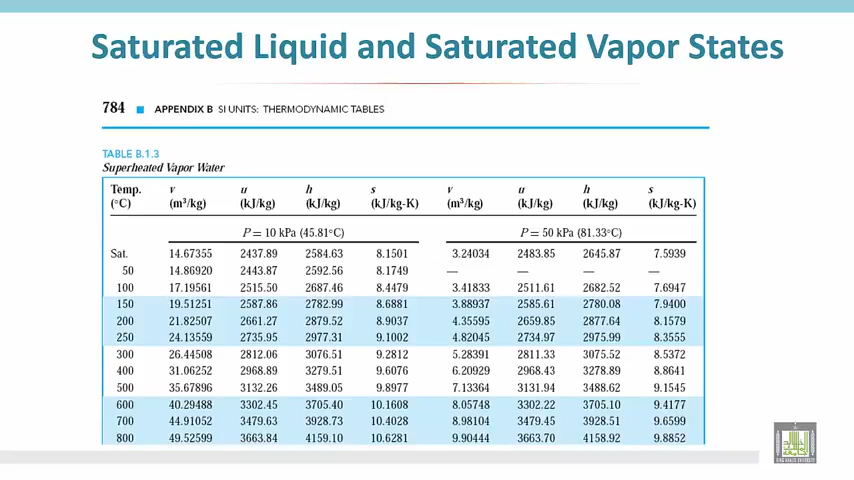 Saturated Liquid and Saturated Vapor States
784 ■ APPENDIX B SI UNITS: THERMODYNAMIC TABLES
TABLE B.1.3
Superheated Vapor Water
Temp. v u h s v u h s
(°C) (m³/kg) (kJ/kg) (kJ/kg) (kJ/kg-K) (m³/kg) (kJ/kg) (kJ/kg) (kJ/kg-K)
P = 10 kPa (45.81°C) P = 50 kPa (81.33°C)
Sat. 14.67355 2437.89 2584.63 8.1501 3.24034 2483.85 2645.87 7.5939
50 14.86920 2443.87 2592.56 8.1749 — — — —
100 17.19561 2515.50 2687.46 8.4479 3.41833 2511.61 2682.52 7.6947
150 19.51251 2587.86 2782.99 8.6881 3.88937 2585.61 2780.08 7.9400
200 21.82507 2661.27 2879.52 8.9037 4.35595 2659.85 2877.64 8.1579
250 24.13559 2735.95 2977.31 9.1002 4.82045 2734.97 2975.99 8.3555
300 26.44508 2812.06 3076.51 9.2812 5.28391 2811.33 3075.52 8.5372
400 31.06252 2968.89 3279.51 9.6076 6.20929 2968.43 3278.89 8.8641
500 35.67896 3132.26 3489.05 9.8977 7.13364 3131.94 3488.62 9.1545
600 40.29488 3302.45 3705.40 10.1608 8.05748 3302.22 3705.10 9.4177
700 44.91052 3479.63 3928.73 10.4028 8.98104 3479.45 3928.51 9.6599
800 49.52599 3663.84 4159.10 10.6281 9.90444 3663.70 4158.92 9.8852